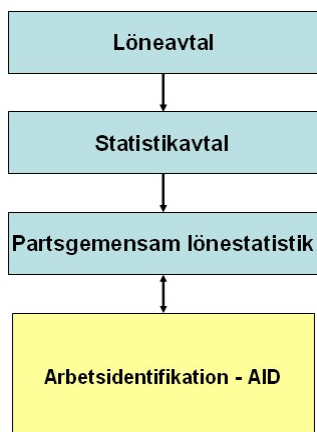 Löneavtal
Statistikavtal
Partsgemensam lönestatistik
Arbetsidentifikation - AID